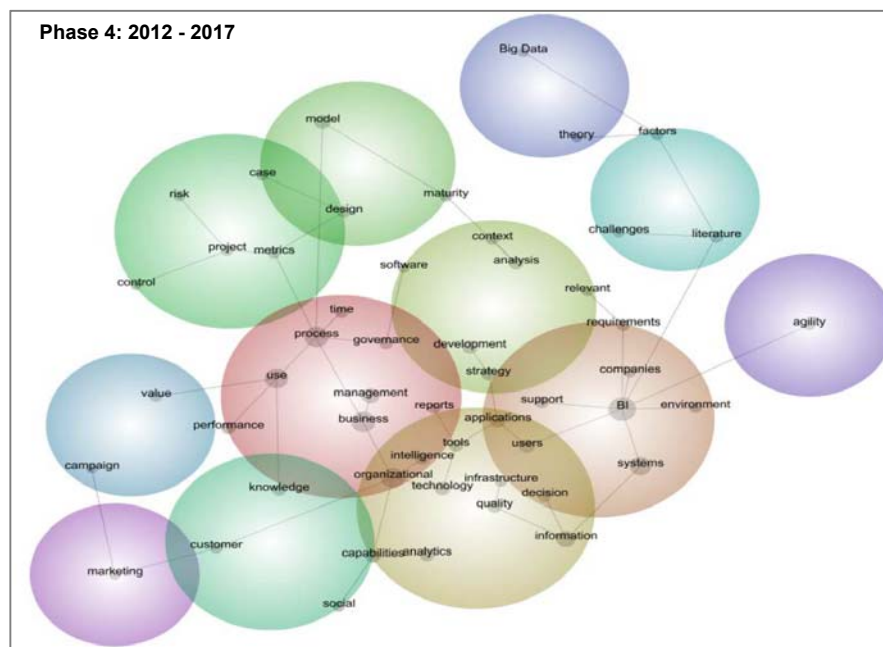 Phase 4: 2012 - 2017
Big Data
model
theory
factors
case
risk
maturity
design
challenges
literature
context
project
metrics
analysis
software
control
relevant
time
requirements
agility
process
governance
development
companies
strategy
use
value
management
support
BI
environment
reports
business
applications
performance
tools
users
intelligence
systems
campaign
organizational
infrastructure
knowledge
technology
decision
quality
information
customer
capabilities
analytics
marketing
social